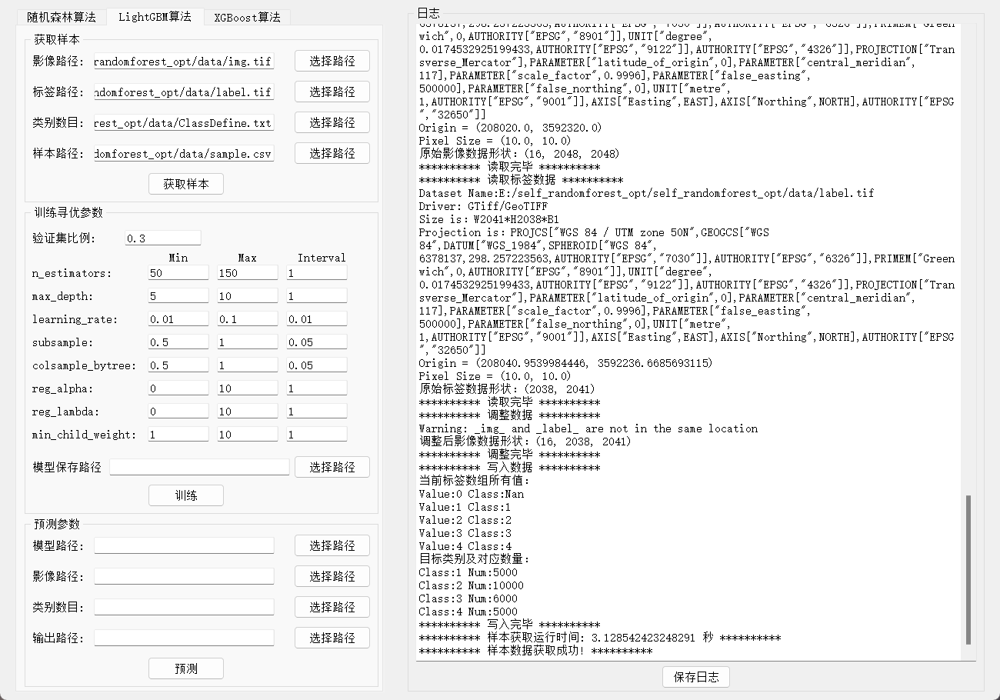 随机森林算法 LightGBM算法 XGBoost算法
获取样本
影像路径: randomforest_opt/data/img.tif 选择路径
标签路径: ndomforest_opt/data/label.tif 选择路径
类别数目: rest_opt/data/ClassDefine.txt 选择路径
样本路径: domforest_opt/data/sample.csv 选择路径
获取样本
训练寻优参数
验证集比例: 0.3
Min Max Interval
n_estimators: 50 150 1
max_depth: 5 10 1
learning_rate: 0.01 0.1 0.01
subsample: 0.5 1 0.05
colsample_bytree: 0.5 1 0.05
reg_alpha: 0 10 1
reg_lambda: 0 10 1
min_child_weight: 1 10 1
模型保存路径 选择路径
训练
预测参数
模型路径: 选择路径
影像路径: 选择路径
类别数目: 选择路径
输出路径: 选择路径
预测
日志
6378137,298.257223563,AUTHORITY["EPSG","7030"]],AUTHORITY["EPSG","6326"]],PRIMEM["Green
wich",0,AUTHORITY["EPSG","8901"]],UNIT["degree",
0.0174532925199433,AUTHORITY["EPSG","9122"]],AUTHORITY["EPSG","4326"]],PROJECTION["Tran
sverse_Mercator"],PARAMETER["latitude_of_origin",0],PARAMETER["central_meridian",
117],PARAMETER["scale_factor",0.9996],PARAMETER["false_easting",
500000],PARAMETER["false_northing",0],UNIT["metre",
1,AUTHORITY["EPSG","9001"]],AXIS["Easting",EAST],AXIS["Northing",NORTH],AUTHORITY["EPSG
","32650"]]
Origin = (208020.0, 3592320.0)
Pixel Size = (10.0, 10.0)
原始影像数据形状: (16, 2048, 2048)
********** 读取完毕 **********
********** 读取标签数据 **********
Dataset Name:E:/self_randomforest_opt/self_randomforest_opt/data/label.tif
Driver: GTiff/GeoTIFF
Size is: W2041*H2038*B1
Projection is: PROJCS["WGS 84 / UTM zone 50N",GEOGCS["WGS
84",DATUM["WGS_1984",SPHEROID["WGS 84",
6378137,298.257223563,AUTHORITY["EPSG","7030"]],AUTHORITY["EPSG","6326"]],PRIMEM["Green
wich",0,AUTHORITY["EPSG","8901"]],UNIT["degree",
0.0174532925199433,AUTHORITY["EPSG","9122"]],AUTHORITY["EPSG","4326"]],PROJECTION["Tran
sverse_Mercator"],PARAMETER["latitude_of_origin",0],PARAMETER["central_meridian",
117],PARAMETER["scale_factor",0.9996],PARAMETER["false_easting",
500000],PARAMETER["false_northing",0],UNIT["metre",
1,AUTHORITY["EPSG","9001"]],AXIS["Easting",EAST],AXIS["Northing",NORTH],AUTHORITY["EPSG
","32650"]]
Origin = (208040.9539984446, 3592236.6685693115)
Pixel Size = (10.0, 10.0)
原始标签数据形状: (2038, 2041)
********** 读取完毕 **********
********** 调整数据 **********
Warning: _img_ and _label_ are not in the same location
调整后影像数据形状: (16, 2038, 2041)
********** 调整完毕 **********
********** 写入数据 **********
当前标签数组所有值:
Value:0 Class:Nan
Value:1 Class:1
Value:2 Class:2
Value:3 Class:3
Value:4 Class:4
目标类别及对应数量:
Class:1 Num:5000
Class:2 Num:10000
Class:3 Num:6000
Class:4 Num:5000
********** 写入完毕 **********
********** 样本获取运行时间: 3.128542423248291 秒 **********
********** 样本数据获取成功! **********
保存日志